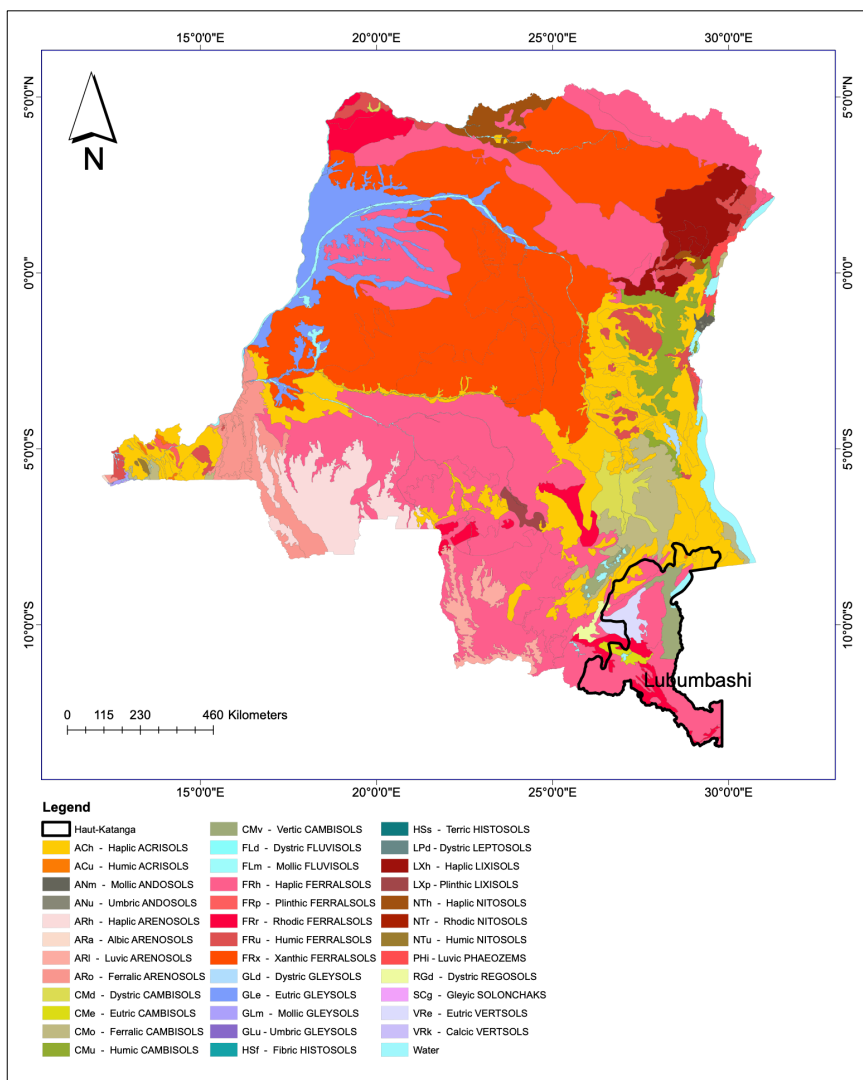 15°0'0"E 20°0'0"E 25°0'0"E 30°0'0"E
5°0'0"N 5°0'0"N
N
0°0'0" 0°0'0"
5°0'0"S 5°0'0"S
10°0'0"S 10°0'0"S
Lubumbashi
0 115 230 460 Kilometers
15°0'0"E 20°0'0"E 25°0'0"E 30°0'0"E
Legend
Haut-Katanga
ACh - Haplic ACRISOLS
ACu - Humic ACRISOLS
ANm - Mollic ANDOSOLS
ANu - Umbric ANDOSOLS
ARh - Haplic ARENOSOLS
ARa - Albic ARENOSOLS
ARl - Luvic ARENOSOLS
ARo - Ferralic ARENOSOLS
CMd - Dystric CAMBISOLS
CMe - Eutric CAMBISOLS
CMo - Ferralic CAMBISOLS
CMu - Humic CAMBISOLS
CMv - Vertic CAMBISOLS
FLd - Dystric FLUVISOLS
FLm - Mollic FLUVISOLS
FRh - Haplic FERRALSOLS
FRp - Plinthic FERRALSOLS
FRr - Rhodic FERRALSOLS
FRu - Humic FERRALSOLS
FRx - Xanthic FERRALSOLS
GLd - Dystric GLEYSOLS
GLe - Eutric GLEYSOLS
GLm - Mollic GLEYSOLS
GLu - Umbric GLEYSOLS
HSf - Fibric HISTOSOLS
HSs - Terric HISTOSOLS
LPd - Dystric LEPTOSOLS
LXh - Haplic LIXISOLS
LXp - Plinthic LIXISOLS
NTh - Haplic NITOSOLS
NTr - Rhodic NITOSOLS
NTu - Humic NITOSOLS
PHi - Luvic PHAEOZEMS
RGd - Dystric REGOSOLS
SCg - Gleyic SOLONCHAKS
VRe - Eutric VERTSOLS
VRk - Calcic VERTSOLS
Water